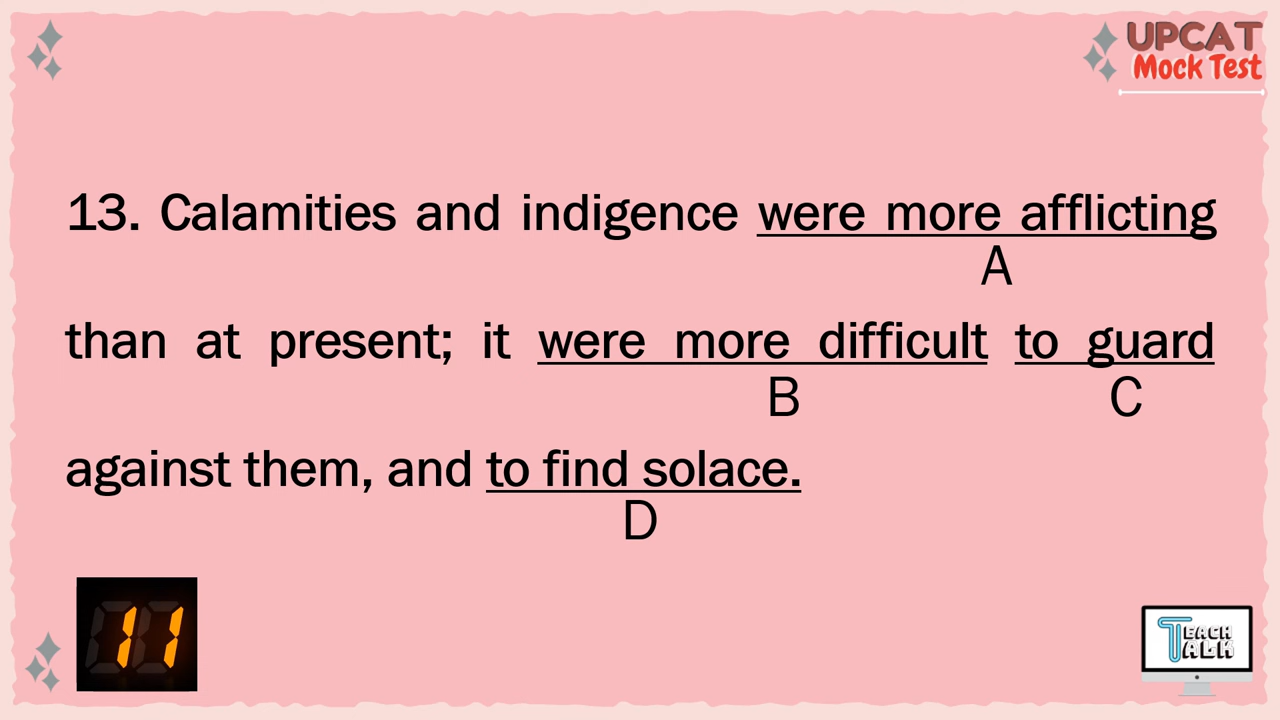 UPCAT
Mock Test
13. Calamities and indigence were more afflicting
A
than at present; it were more difficult to guard
B C
against them, and to find solace.
D
11
TEACH
TALK